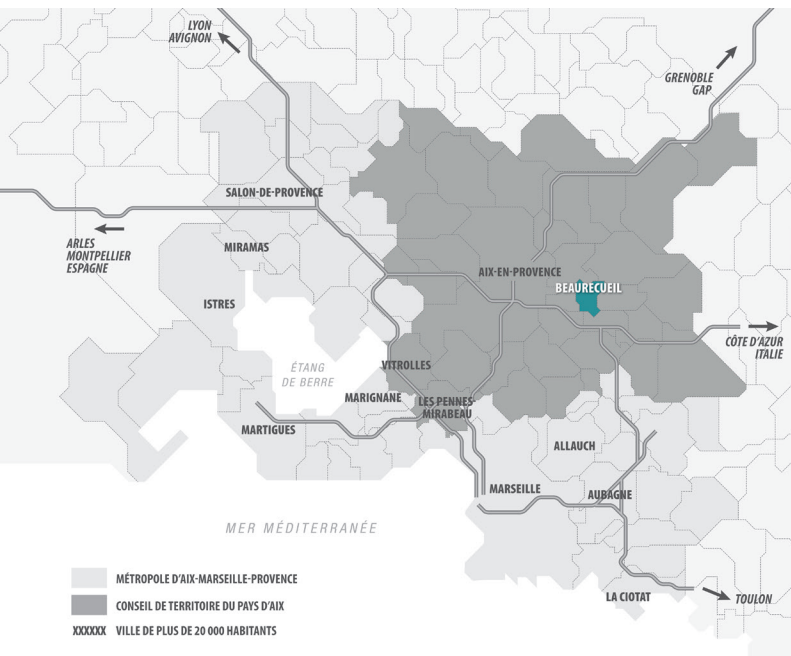 LYON
AVIGNON
GRENOBLE
GAP
SALON-DE-PROVENCE
ARLES
MONTPELLIER
ESPAGNE
MIRAMAS
AIX-EN-PROVENCE
BEAURECUEIL
ISTRES
CÔTE D'AZUR
ITALIE
ÉTANG
DE BERRE
VITROLLES
MARIGNANE
LES PENNES-
MIRABEAU
MARTIGUES
ALLAUCH
MARSEILLE
AUBAGNE
MER MÉDITERRANÉE
MÉTROPOLE D'AIX-MARSEILLE-PROVENCE
CONSEIL DE TERRITOIRE DU PAYS D'AIX
XXXXXX VILLE DE PLUS DE 20 000 HABITANTS
LA CIOTAT
TOULON